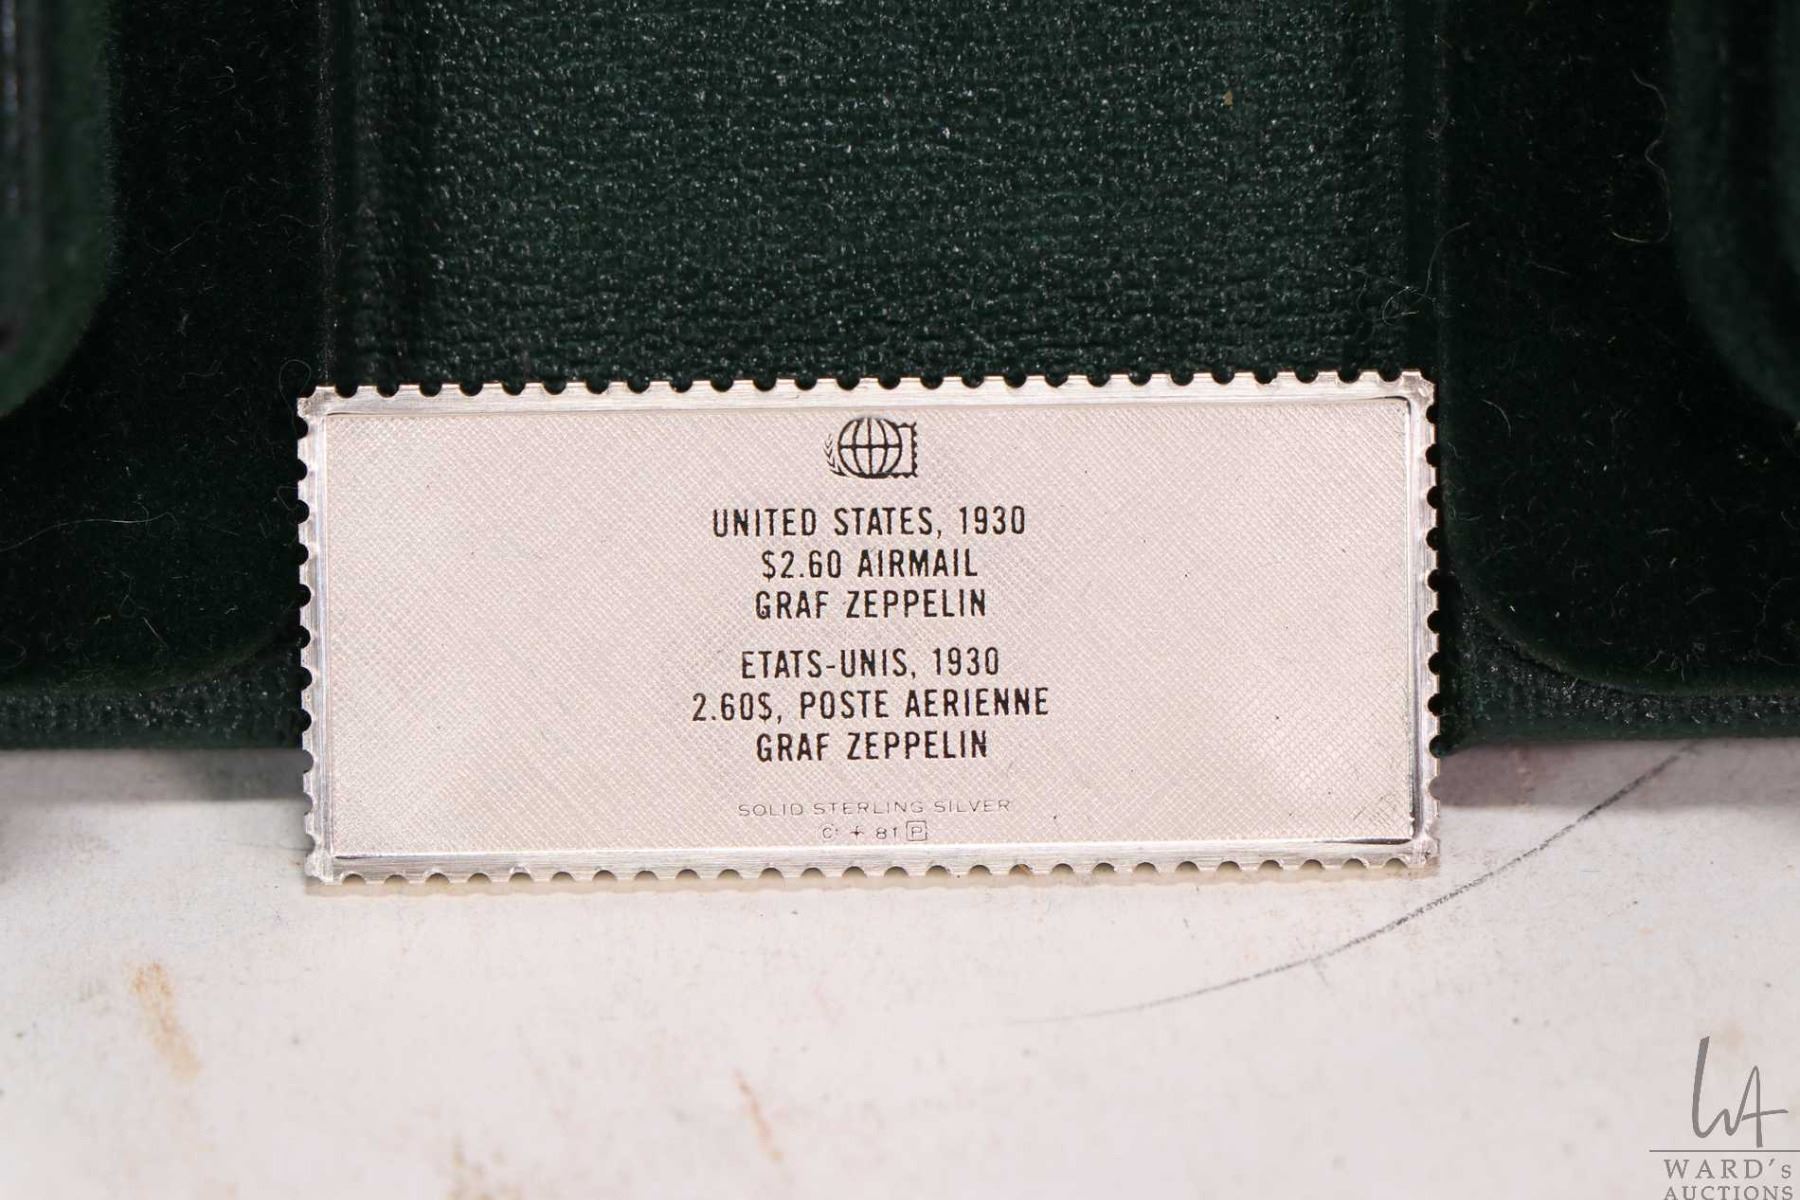 UNITED STATES, 1930
$2.60 AIRMAIL
GRAF ZEPPELIN
ETATS-UNIS, 1930
2.60$, POSTE AERIENNE
GRAF ZEPPELIN
SOLID STERLING SILVER
81 P
WARD's
AUCTIONS